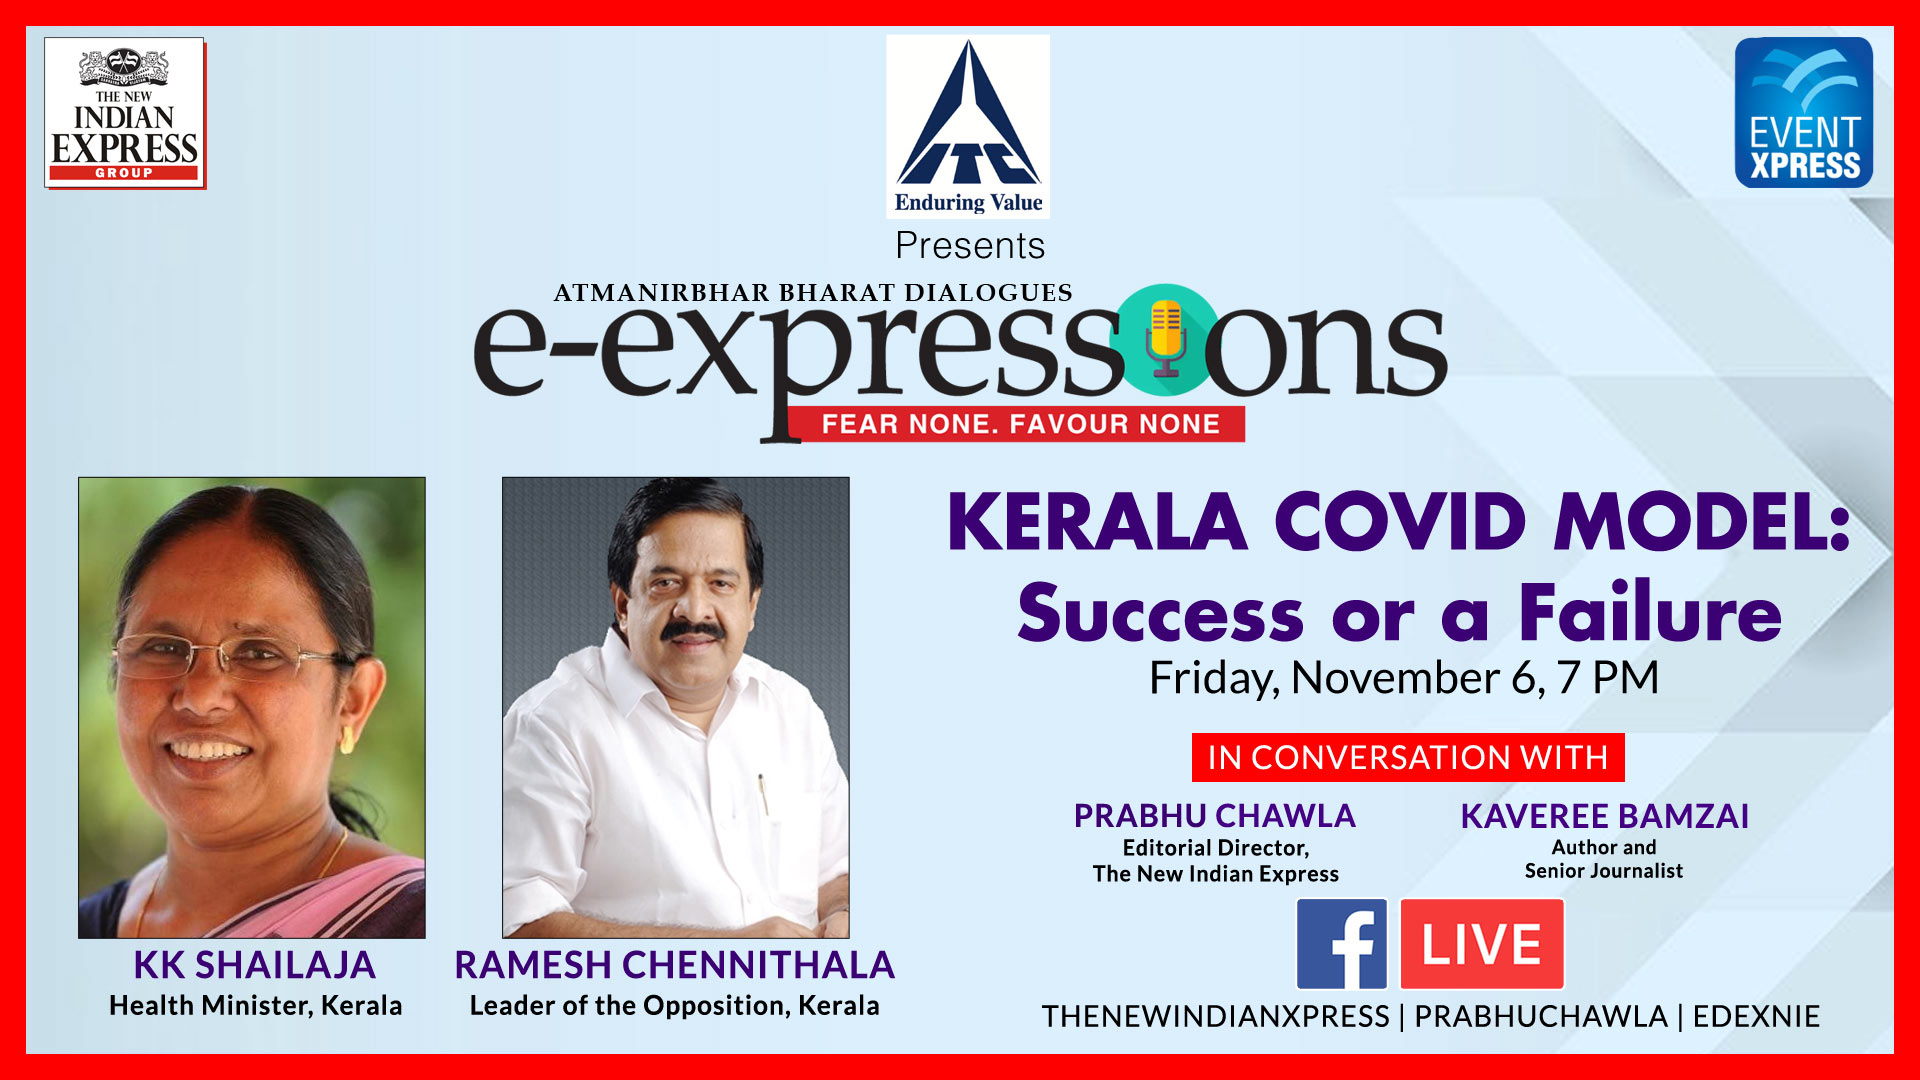 THE NEW
INDIAN
EXPRESS
GROUP
ITC
Enduring Value
Presents
EVENT
XPRESS
ATMANIRBHAR BHARAT DIALOGUES
e-expressions
FEAR NONE. FAVOUR NONE
KERALA COVID MODEL:
Success or a Failure
Friday, November 6, 7 PM
IN CONVERSATION WITH
PRABHU CHAWLA
Editorial Director,
The New Indian Express
KAVEREE BAMZAI
Author and
Senior Journalist
f LIVE
THENEWINDIANXPRESS | PRABHUCHAWLA | EDEXNIE
KK SHAILAJA
Health Minister, Kerala
RAMESH CHENNITHALA
Leader of the Opposition, Kerala